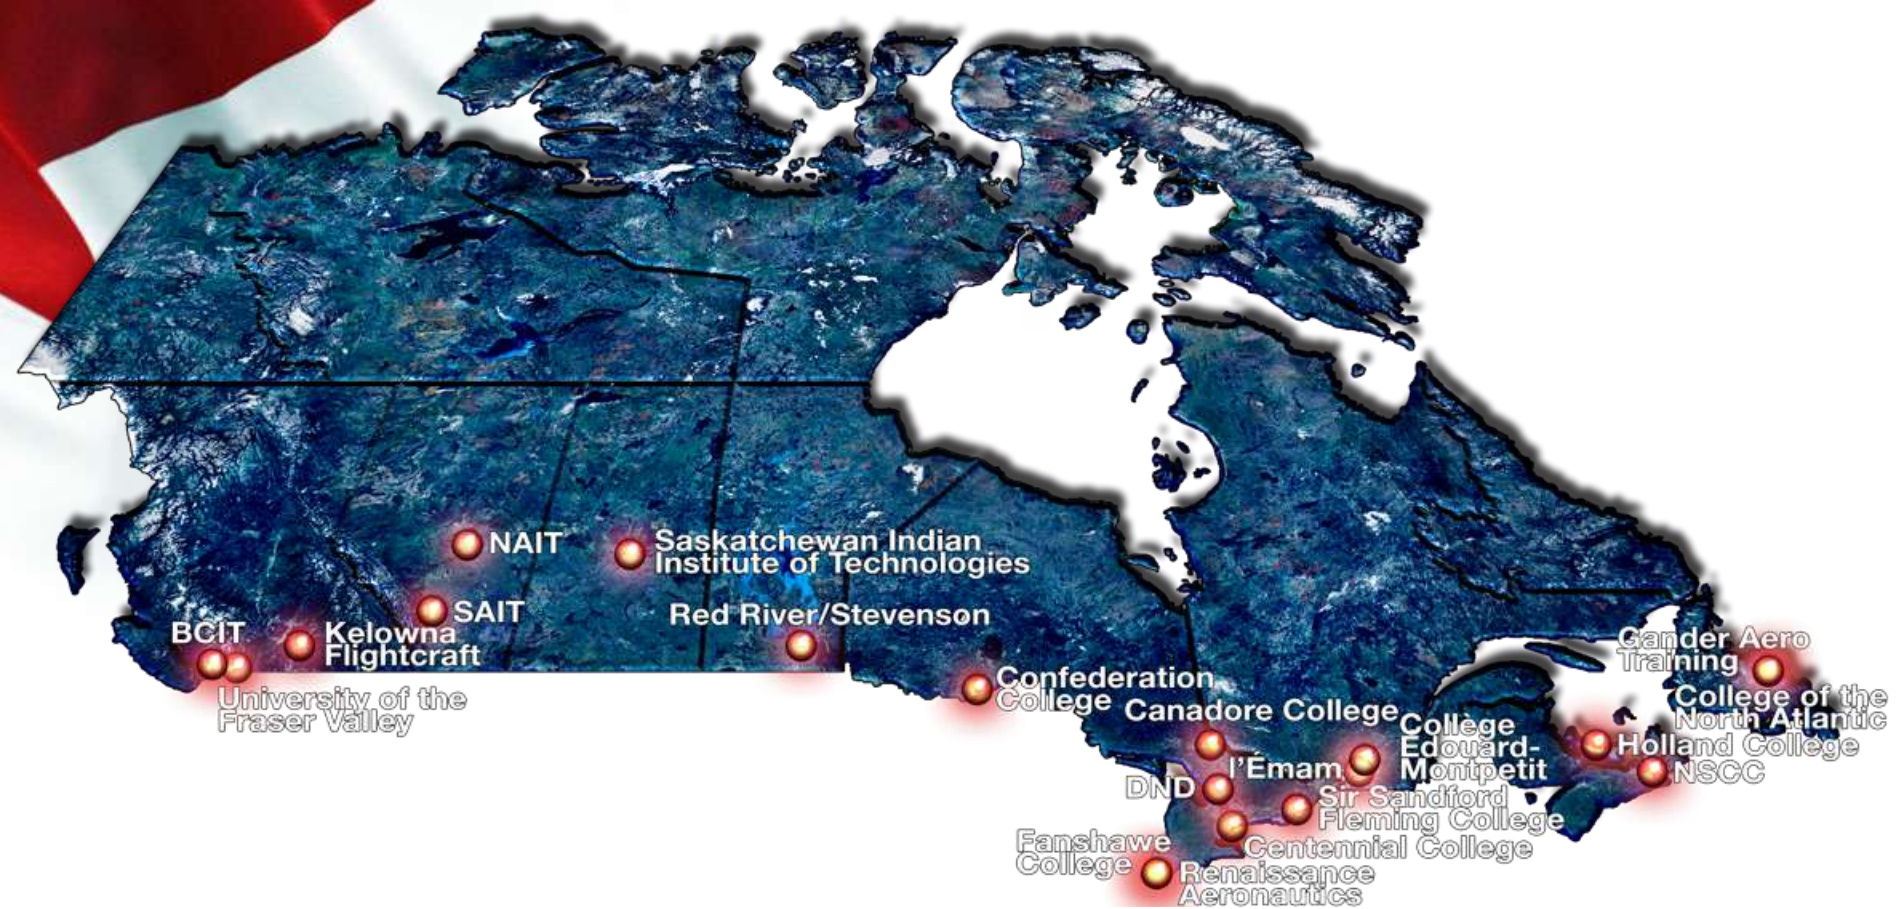 NAIT
Saskatchewan Indian
Institute of Technologies
SAIT
Red River/Stevenson
BCIT
Kelowna
Flightcraft
University of the
Fraser Valley
Gander Aero
Training
College of the
North Atlantic
Confederation
College
Canadore College
Collège
Edouard-
Montpetit
l'Émam
Holland College
NSCC
DND
Sir Sandford
Fleming College
Centennial College
Fanshawe
College
Renaissance
Aeronautics